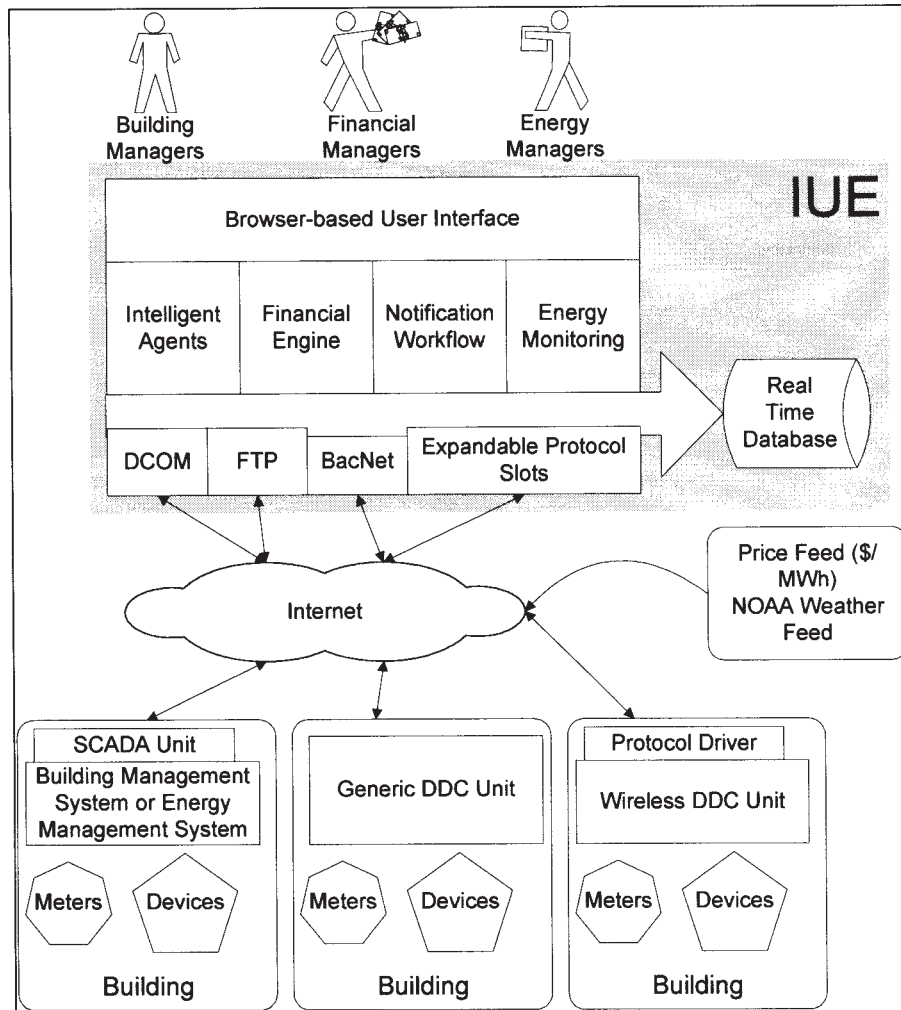 Building
Managers
Financial
Managers
Energy
Managers
IUE
Browser-based User Interface
Intelligent
Agents
Financial
Engine
Notification
Workflow
Energy
Monitoring
Real
Time
Database
DCOM
FTP
BacNet
Expandable Protocol
Slots
Internet
Price Feed ($/
MWh)
NOAA Weather
Feed
SCADA Unit
Building Management
System or Energy
Management System
Meters
Devices
Building
Generic DDC Unit
Meters
Devices
Building
Protocol Driver
Wireless DDC Unit
Meters
Devices
Building